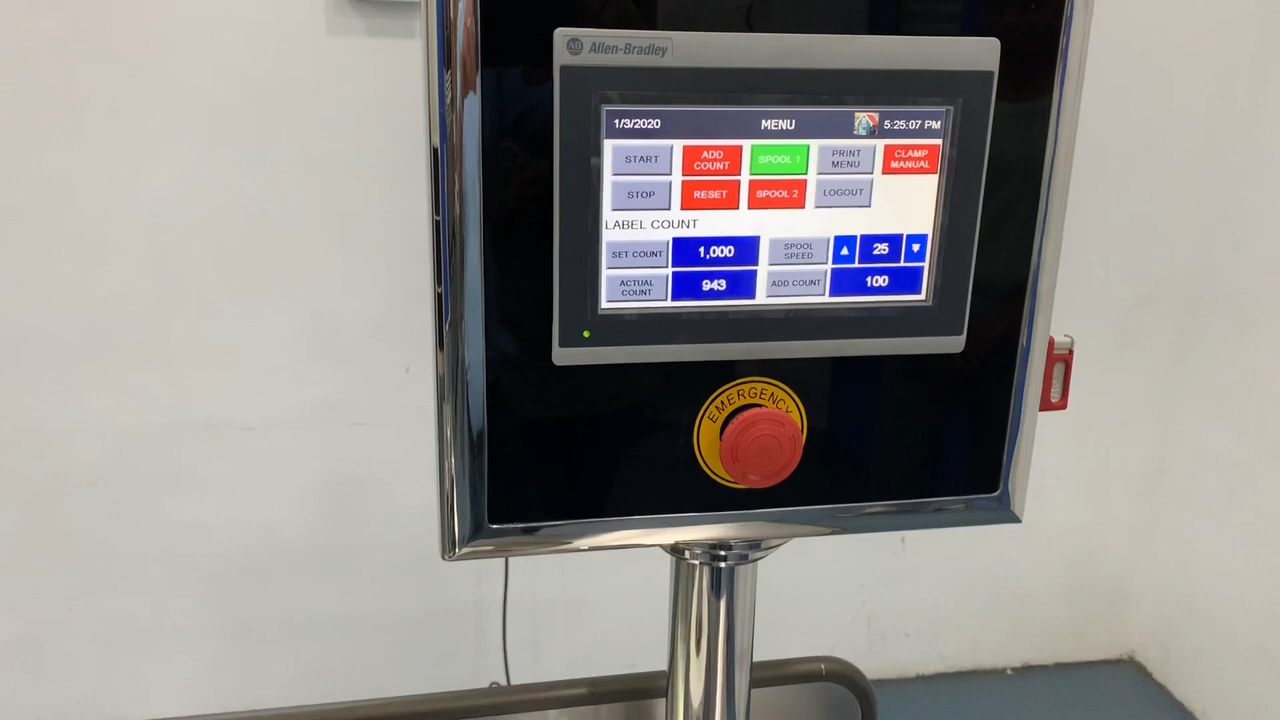 AB Allen-Bradley
1/3/2020 MENU 5:25:07 PM
START ADD COUNT SPOOL 1 PRINT MENU CLAMP MANUAL
STOP RESET SPOOL 2 LOGOUT
LABEL COUNT
SET COUNT 1,000 SPOOL SPEED ▲ 25 ▼
ACTUAL COUNT 943 ADD COUNT 100
EMERGENCY